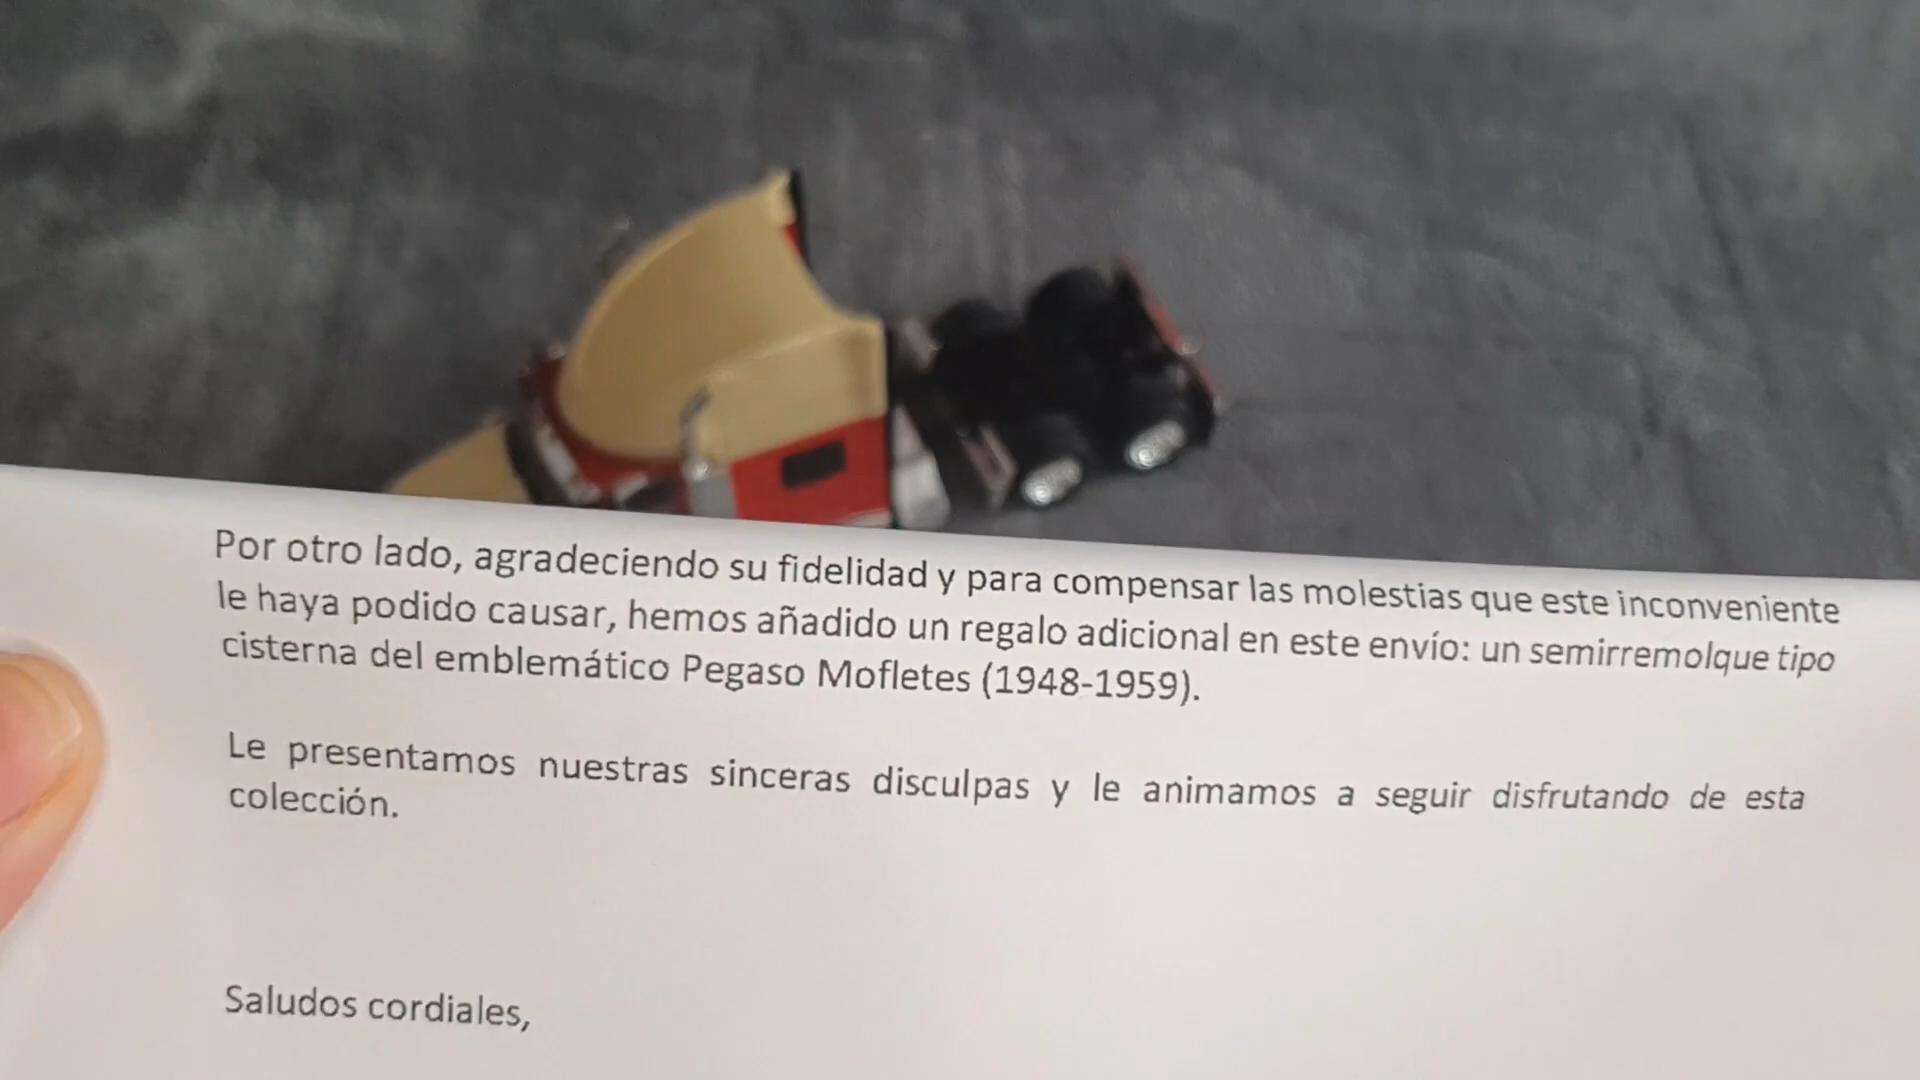 Por otro lado, agradeciendo su fidelidad y para compensar las molestias que este inconveniente
le haya podido causar, hemos añadido un regalo adicional en este envío: un semirremolque tipo
cisterna del emblemático Pegaso Mofletes (1948-1959).
Le presentamos nuestras sinceras disculpas y le animamos a seguir disfrutando de esta
colección.
Saludos cordiales,